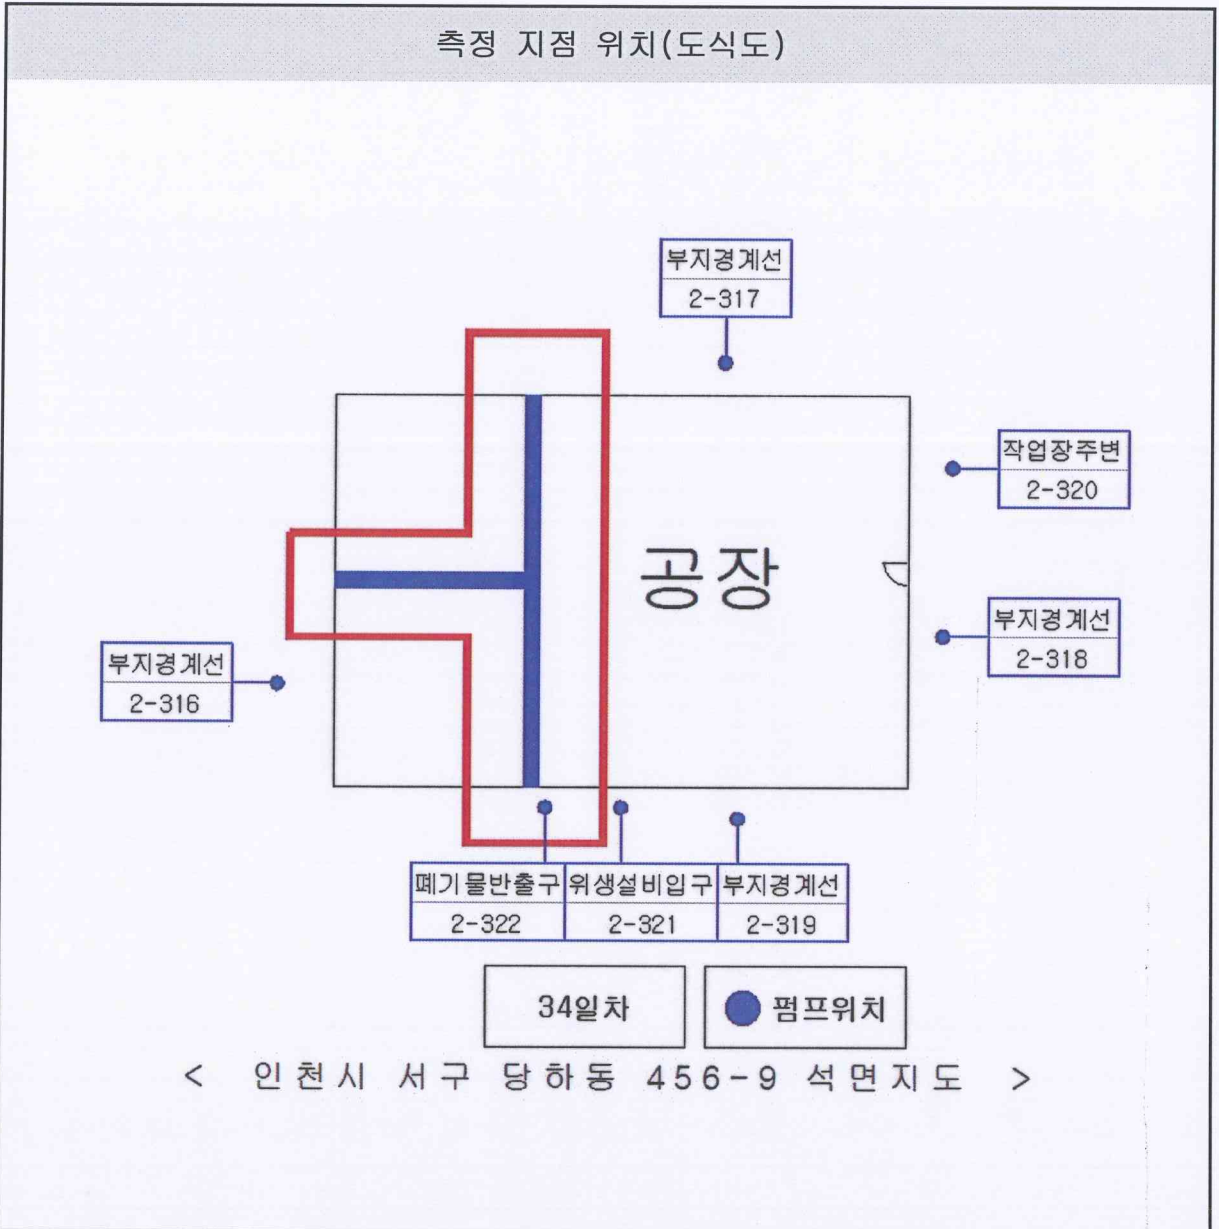 측정 지점 위치(도식도)
부지경계선
2-317
작업장주변
2-320
공장
부지경계선
2-318
부지경계선
2-316
폐기물반출구
2-322
위생설비입구
2-321
부지경계선
2-319
34일차
펌프위치
< 인천시 서구 당하동 456-9 석면지도 >